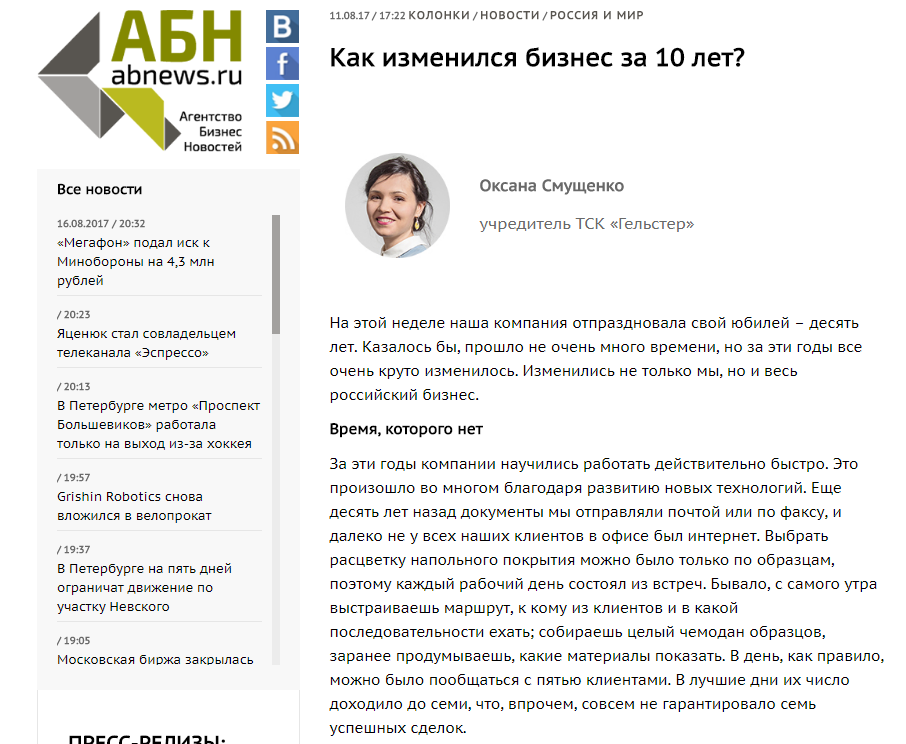 АБН
abnews.ru
Агентство
Бизнес
Новостей
В
f
Все новости
16.08.2017 / 20:32
«Мегафон» подал иск к
Минобороны на 4,3 млн
рублей
/ 20:23
Яценюк стал совладельцем
телеканала «Эспрессо»
/ 20:13
В Петербурге метро «Проспект
Большевиков» работала
только на выход из-за хоккея
/ 19:57
Grishin Robotics снова
вложился в велопрокат
/ 19:37
В Петербурге на пять дней
ограничат движение по
участку Невского
/ 19:05
Московская биржа закрылась
ПРЕСС-РЕЛИЗЫ:
11.08.17 / 17:22 КОЛОНКИ / НОВОСТИ / РОССИЯ И МИР
Как изменился бизнес за 10 лет?
Оксана Смущенко
учредитель ТСК «Гельстер»
На этой неделе наша компания отпраздновала свой юбилей – десять
лет. Казалось бы, прошло не очень много времени, но за эти годы все
очень круто изменилось. Изменились не только мы, но и весь
российский бизнес.
Время, которого нет
За эти годы компании научились работать действительно быстро. Это
произошло во многом благодаря развитию новых технологий. Еще
десять лет назад документы мы отправляли почтой или по факсу, и
далеко не у всех наших клиентов в офисе был интернет. Выбрать
расцветку напольного покрытия можно было только по образцам,
поэтому каждый рабочий день состоял из встреч. Бывало, с самого утра
выстраиваешь маршрут, к кому из клиентов и в какой
последовательности ехать; собираешь целый чемодан образцов,
заранее продумываешь, какие материалы показать. В день, как правило,
можно было пообщаться с пятью клиентами. В лучшие дни их число
доходило до семи, что, впрочем, совсем не гарантировало семь
успешных сделок.